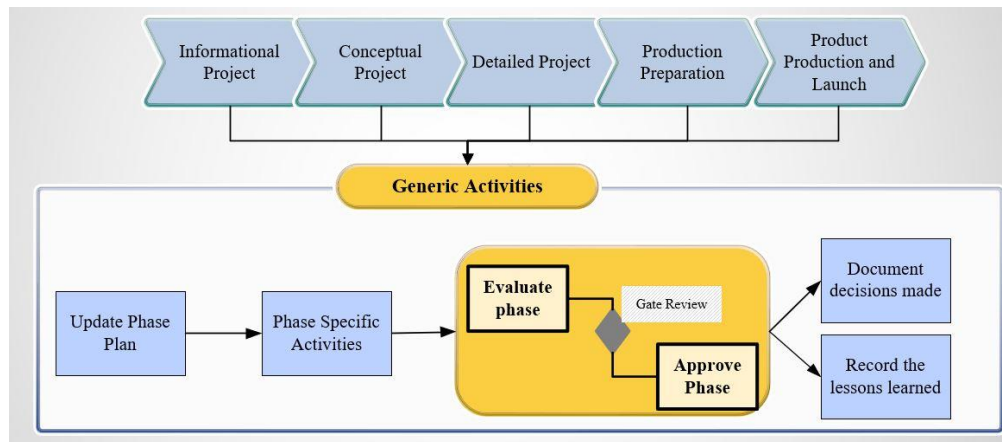 Informational
Project
Conceptual
Project
Detailed Project
Production
Preparation
Product
Production and
Launch
Generic Activities
Update Phase
Plan
Phase Specific
Activities
Evaluate
phase
Gate Review
Approve
Phase
Document
decisions made
Record the
lessons learned